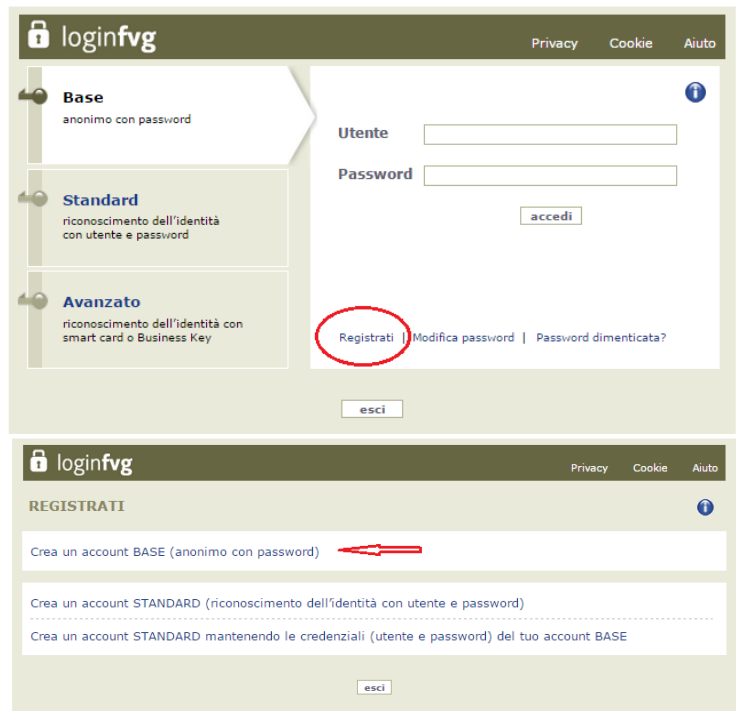 loginfvg
Privacy Cookie Aiuto
Base
anonimo con password
Standard
riconoscimento dell'identità
con utente e password
Avanzato
riconoscimento dell'identità con
smart card o Business Key
Utente
Password
accedi
Registrati | Modifica password | Password dimenticata?
esci
loginfvg
Privacy Cookie Aiuto
REGISTRATI
Crea un account BASE (anonimo con password)
Crea un account STANDARD (riconoscimento dell'identità con utente e password)
Crea un account STANDARD mantenendo le credenziali (utente e password) del tuo account BASE
esci